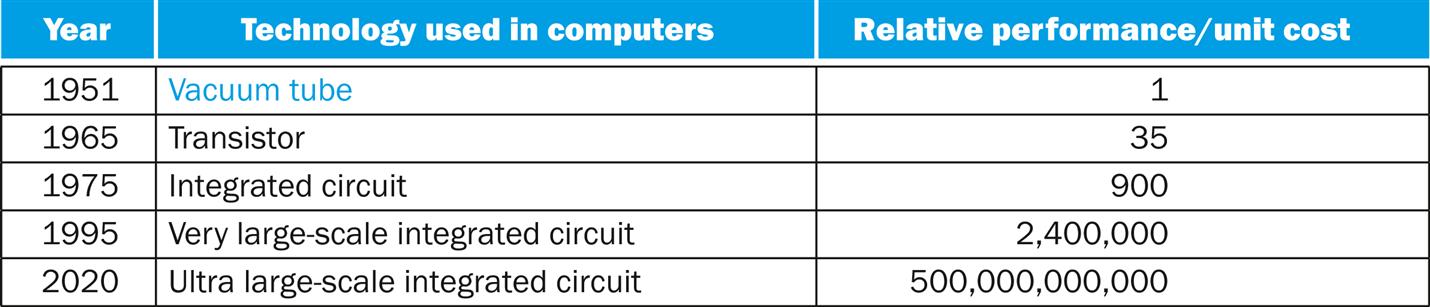 Year Technology used in computers Relative performance/unit cost
1951 Vacuum tube 1
1965 Transistor 35
1975 Integrated circuit 900
1995 Very large-scale integrated circuit 2,400,000
2020 Ultra large-scale integrated circuit 500,000,000,000